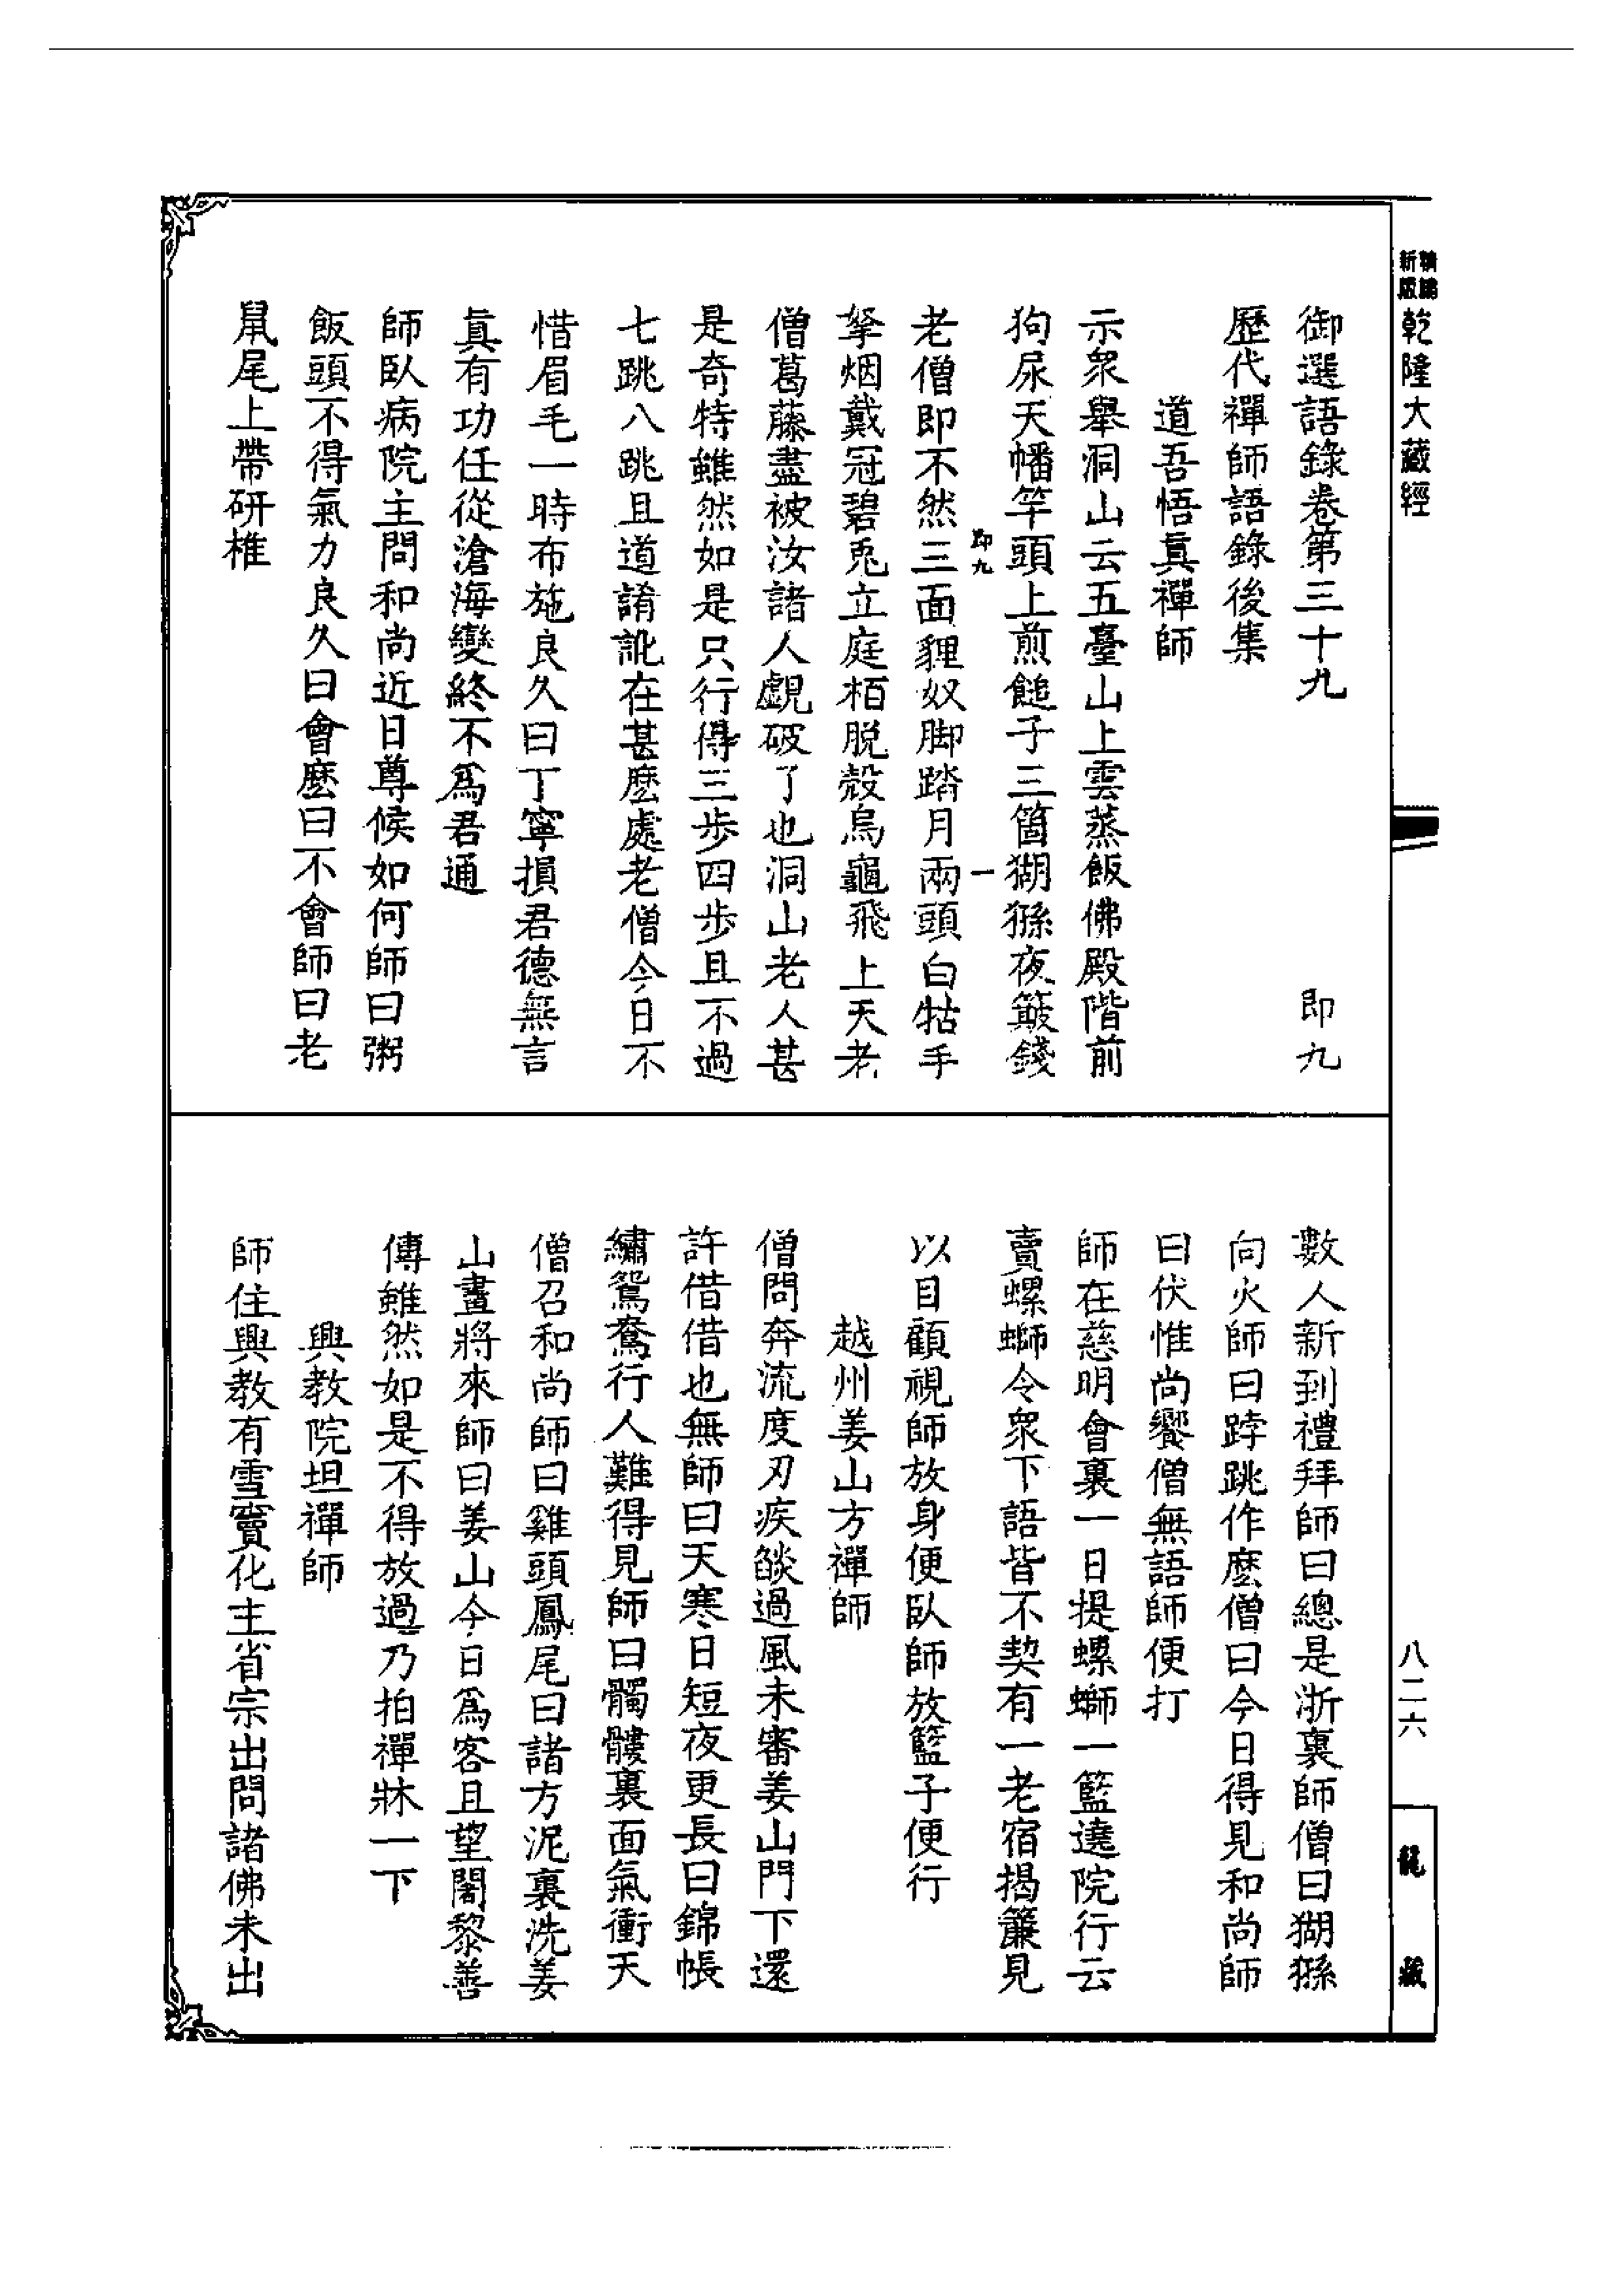 精編新版乾隆大藏經
御選語錄卷第三十九　即九
歷代禪師語錄後集
道吾悟真禪師
示衆舉洞山云五臺山上雲蒸飯佛殿階前
狗尿天幡竿頭上煎鎚子三箇猢猻夜簸錢
即九　一
老僧即不然三面貍奴脚踏月兩頭白牯手
拏烟戴冠碧兎立庭栢脱殼烏龜飛上天老
僧葛藤盡被汝諸人覷破了也洞山老人甚
是奇特雖然如是只行得三步四步且不過
七跳八跳且道誵訛在甚麽處老僧今日不
惜眉毛一時布施良久曰丁寧損君德無言
眞有功任從滄海變終不爲君通
師臥病院主問和尚近日尊候如何師曰粥
飯頭不得氣力良久曰會麽曰不會師曰老
鼠尾上帶研椎
數人新到禮拜師曰總是浙裏師僧曰猢猻
向火師曰踍跳作麽僧曰今日得見和尚師
曰伏惟尚饗僧無語師便打
師在慈明會裏一日提螺螄一籃遶院行云
賣螺螄令衆下語皆不契有一老宿揭簾見
以目顧視師放身便臥師放籃子便行
越州姜山方禪師
僧問奔流度刃疾燄過風未審姜山門下還
許借借也無師曰天寒日短夜更長曰錦帳
繡鴛鴦行人難得見師曰髑髏裏面氣衝天
僧召和尚師曰雞頭鳳尾曰諸方泥裏洗姜
山畫將來師曰姜山今日爲客且望闍黎善
傳雖然如是不得放過乃拍禪牀一下
興教院坦禪師
師住興教有雪竇化主省宗出問諸佛未出
八二六
龍藏